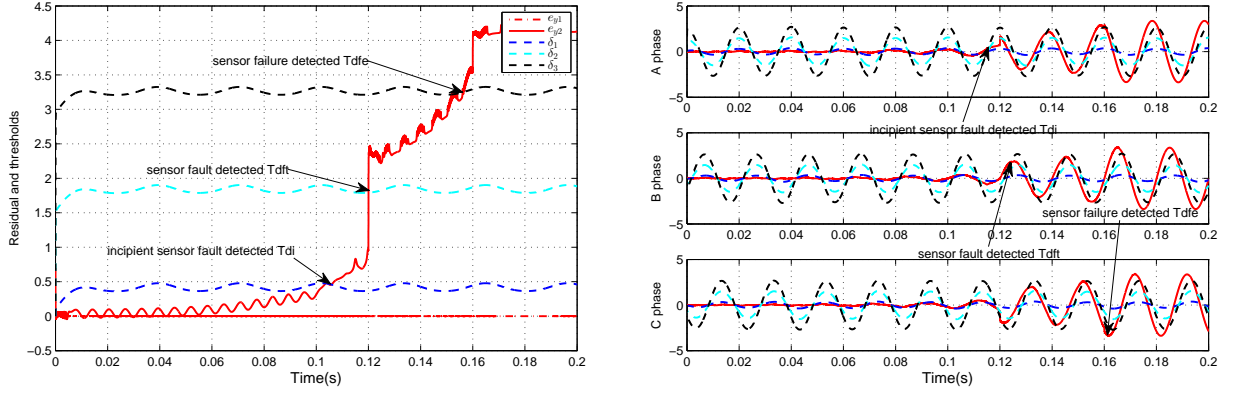 Residual and thresholds
4.5
4
3.5
3
2.5
2
1.5
1
0.5
0
−0.5
e_{y1}
e_{y2}
δ_1
δ_2
δ_3
sensor failure detected Tdfe
sensor fault detected Tdft
incipient sensor fault detected Tdi
0 0.02 0.04 0.06 0.08 0.1 0.12 0.14 0.16 0.18 0.2
Time(s)
A phase
5
0
−5
0 0.02 0.04 0.06 0.08 0.1 0.12 0.14 0.16 0.18 0.2
incipient sensor fault detected Tdi
B phase
5
0
−5
0 0.02 0.04 0.06 0.08 0.1 0.12 0.14 0.16 0.18 0.2
sensor failure detected Tdfe
sensor fault detected Tdft
C phase
5
0
−5
0 0.02 0.04 0.06 0.08 0.1 0.12 0.14 0.16 0.18 0.2
Time(s)